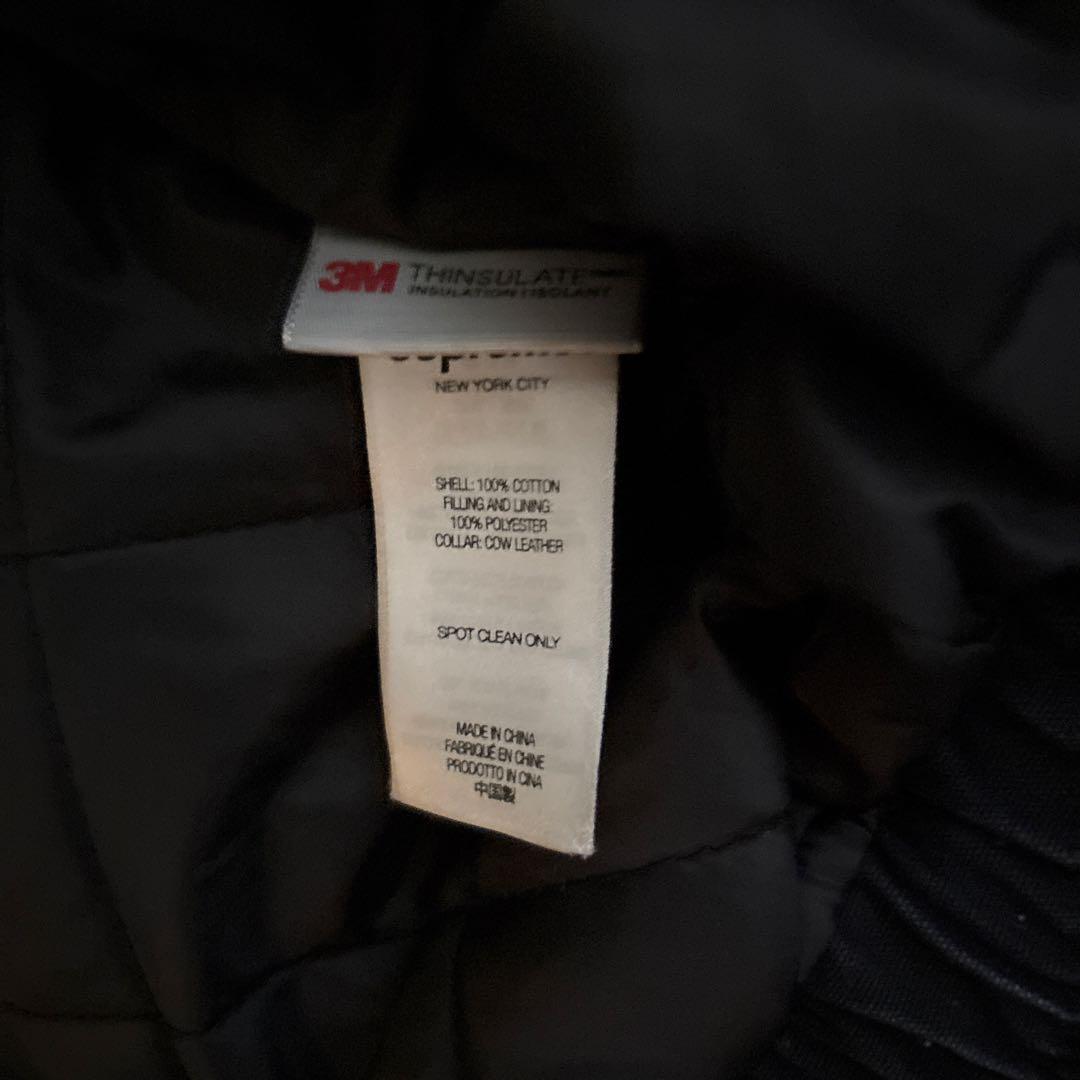 3M THINSULATE
INSULATION ISOLANT
Supreme
NEW YORK CITY
SHELL: 100% COTTON
FILLING AND LINING:
100% POLYESTER
COLLAR: COW LEATHER
SPOT CLEAN ONLY
MADE IN CHINA
FABRIQUÉ EN CHINE
PRODOTTO IN CINA
中国製